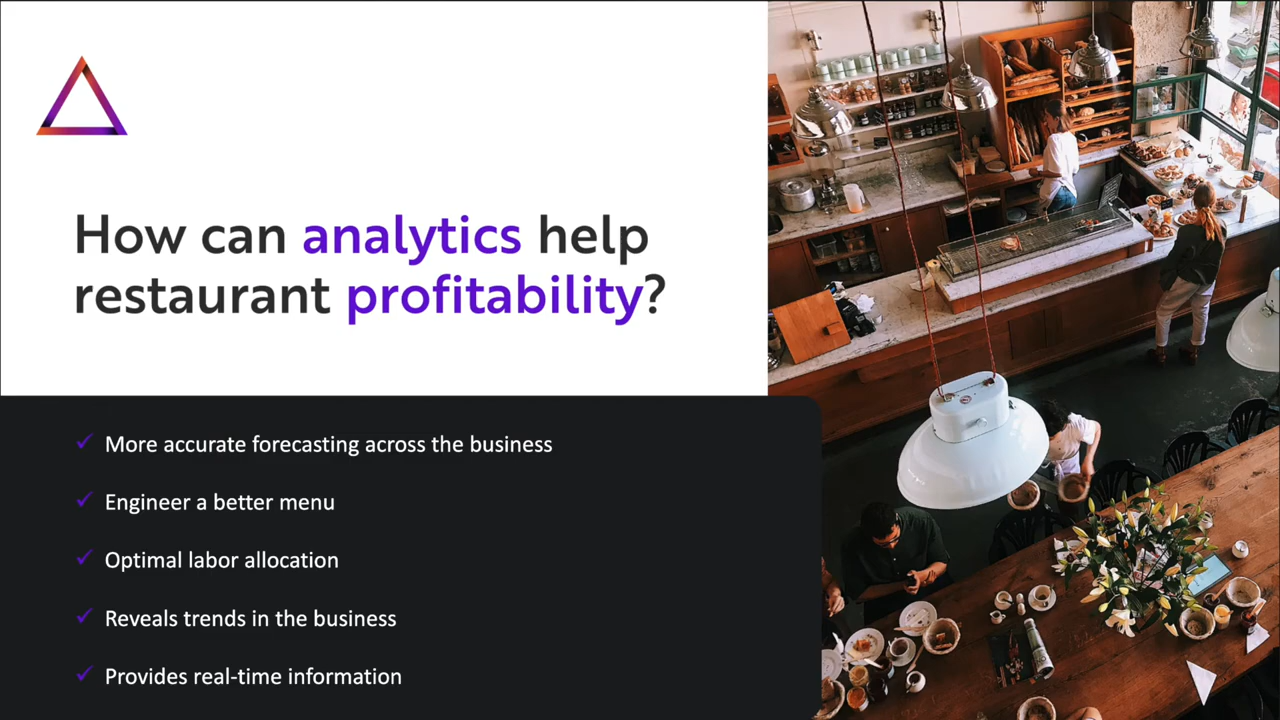 How can analytics help
restaurant profitability?
More accurate forecasting across the business
Engineer a better menu
Optimal labor allocation
Reveals trends in the business
Provides real-time information